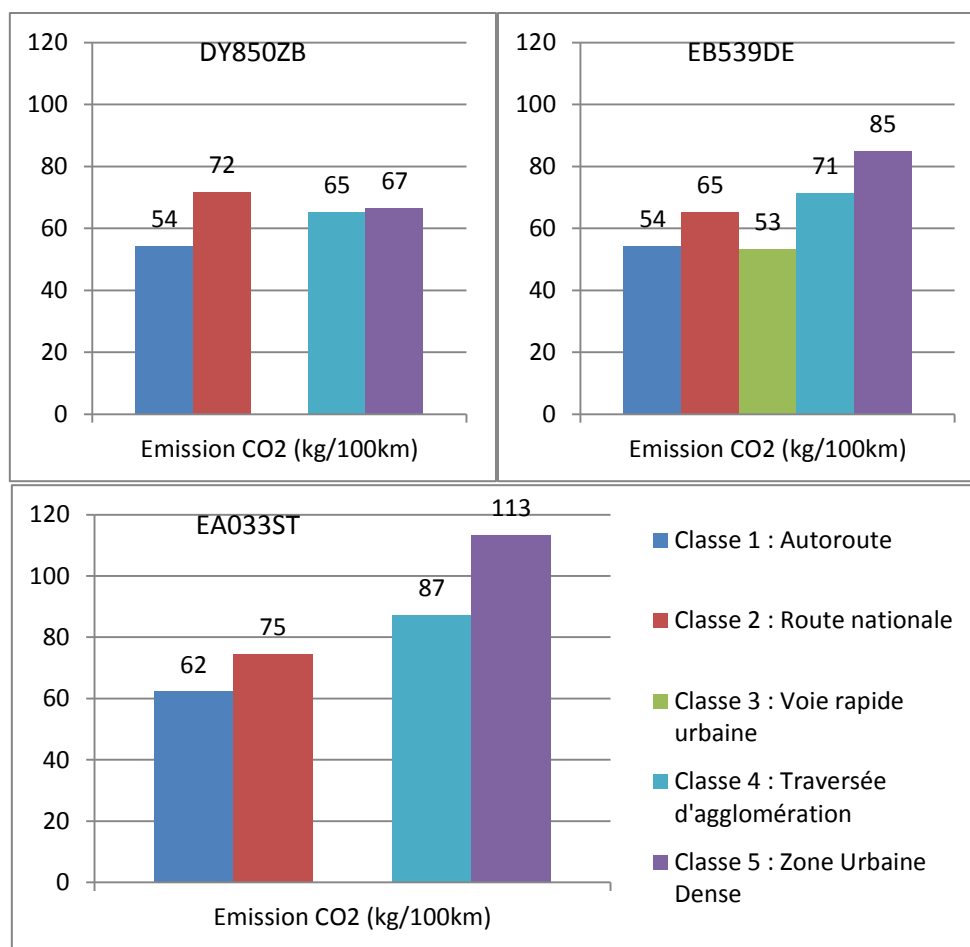 DY850ZB
120
100
80
60
40
20
0
54
72
65
67
Emission CO2 (kg/100km)
EB539DE
120
100
80
60
40
20
0
54
65
53
71
85
Emission CO2 (kg/100km)
EA033ST
120
100
80
60
40
20
0
62
75
87
113
Emission CO2 (kg/100km)
Classe 1 : Autoroute
Classe 2 : Route nationale
Classe 3 : Voie rapide
urbaine
Classe 4 : Traversée
d'agglomération
Classe 5 : Zone Urbaine
Dense